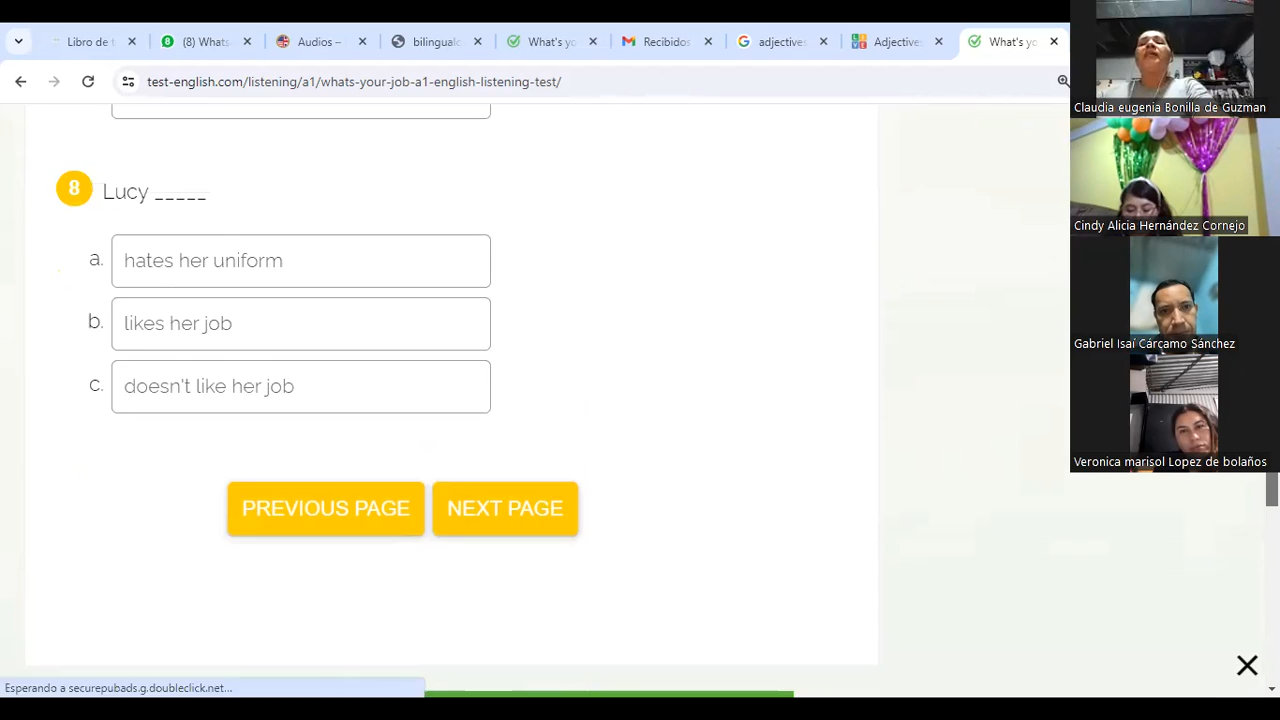 Libro de t
(8) Whats
Audios –
bilingual
What's yo
Recibidos
adjectives
Adjective
What's yo
test-english.com/listening/a1/whats-your-job-a1-english-listening-test/
8 Lucy _____
a. hates her uniform
b. likes her job
c. doesn't like her job
PREVIOUS PAGE
NEXT PAGE
Esperando a securepubads.g.doubleclick.net...
Claudia eugenia Bonilla de Guzman
Cindy Alicia Hernández Cornejo
Gabriel Isaí Cárcamo Sánchez
Veronica marisol Lopez de bolaños